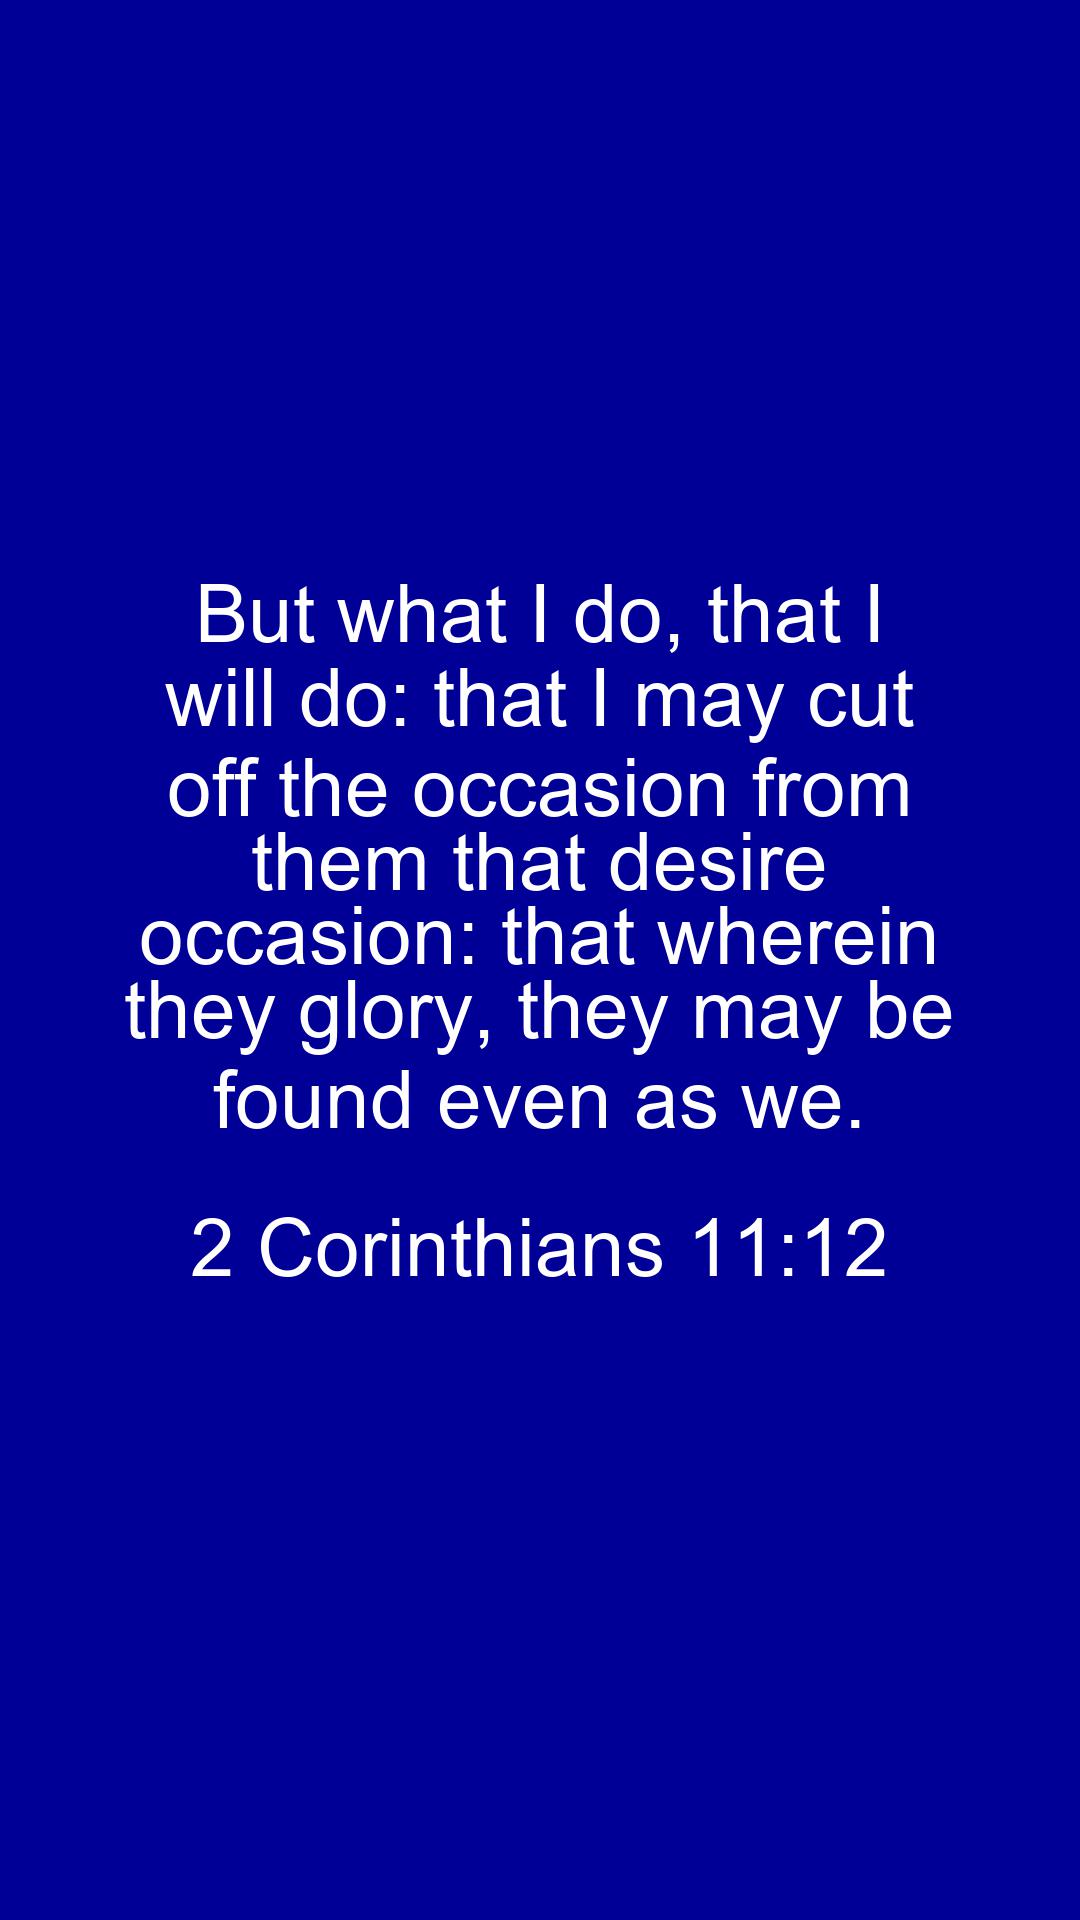 But what I do, that I
will do: that I may cut
off the occasion from
them that desire
occasion: that wherein
they glory, they may be
found even as we.
2 Corinthians 11:12